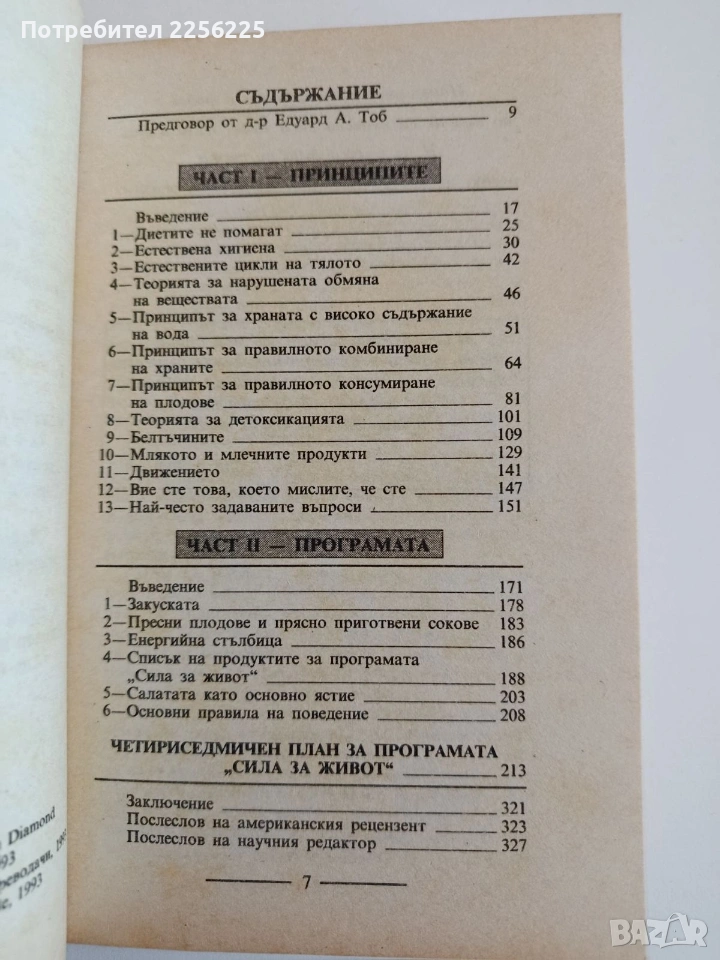 Потребител 2256225
СЪДЪРЖАНИЕ
Предговор от д-р Едуард А. Тоб 9
ЧАСТ I — ПРИНЦИПИТЕ
Въведение 17
1—Диетите не помагат 25
2—Естествена хигиена 30
3—Естествените цикли на тялото 42
4—Теорията за нарушената обмяна
на веществата 46
5—Принципът за храната с високо съдържание
на вода 51
6—Принципът за правилното комбиниране
на храните 64
7—Принципът за правилното консумиране
на плодове 81
8—Теорията за детоксикацията 101
9—Белтъчините 109
10—Млякото и млечните продукти 129
11—Движението 141
12—Вие сте това, което мислите, че сте 147
13—Най-често задаваните въпроси 151
ЧАСТ II — ПРОГРАМАТА
Въведение 171
1—Закуската 178
2—Пресни плодове и прясно приготвени сокове 183
3—Енергийна стълбица 186
4—Списък на продуктите за програмата
„Сила за живот“ 188
5—Салатата като основно ястие 203
6—Основни правила на поведение 208
ЧЕТИРИСЕДМИЧЕН ПЛАН ЗА ПРОГРАМАТА
„СИЛА ЗА ЖИВОТ“ 213
Заключение 321
Послеслов на американския рецензент 323
Послеслов на научния редактор 327
7
Diamond
93
1993
BAZAR